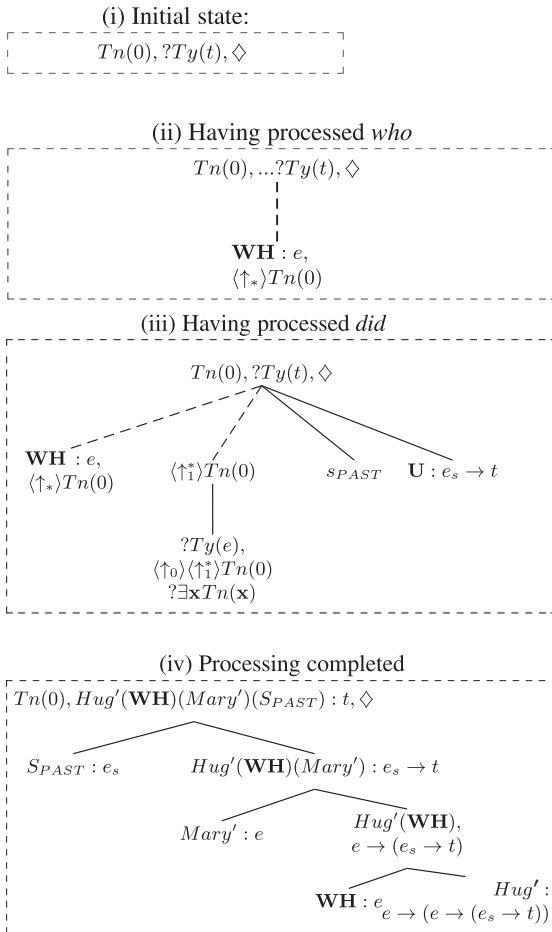 (i) Initial state:
Tn(0), ?Ty(t), ◇
(ii) Having processed who
Tn(0), ...?Ty(t), ◇
WH : e,
⟨↑*⟩Tn(0)
(iii) Having processed did
Tn(0), ?Ty(t), ◇
WH : e, ⟨↑₁*⟩Tn(0) s_PAST U : e_s → t
⟨↑*⟩Tn(0)
?Ty(e),
⟨↑₀⟩⟨↑₁*⟩Tn(0)
?∃xTn(x)
(iv) Processing completed
Tn(0), Hug′(WH)(Mary′)(S_PAST) : t, ◇
S_PAST : e_s Hug′(WH)(Mary′) : e_s → t
Mary′ : e Hug′(WH),
e → (e_s → t)
WH : e Hug′ :
e → (e → (e_s → t))